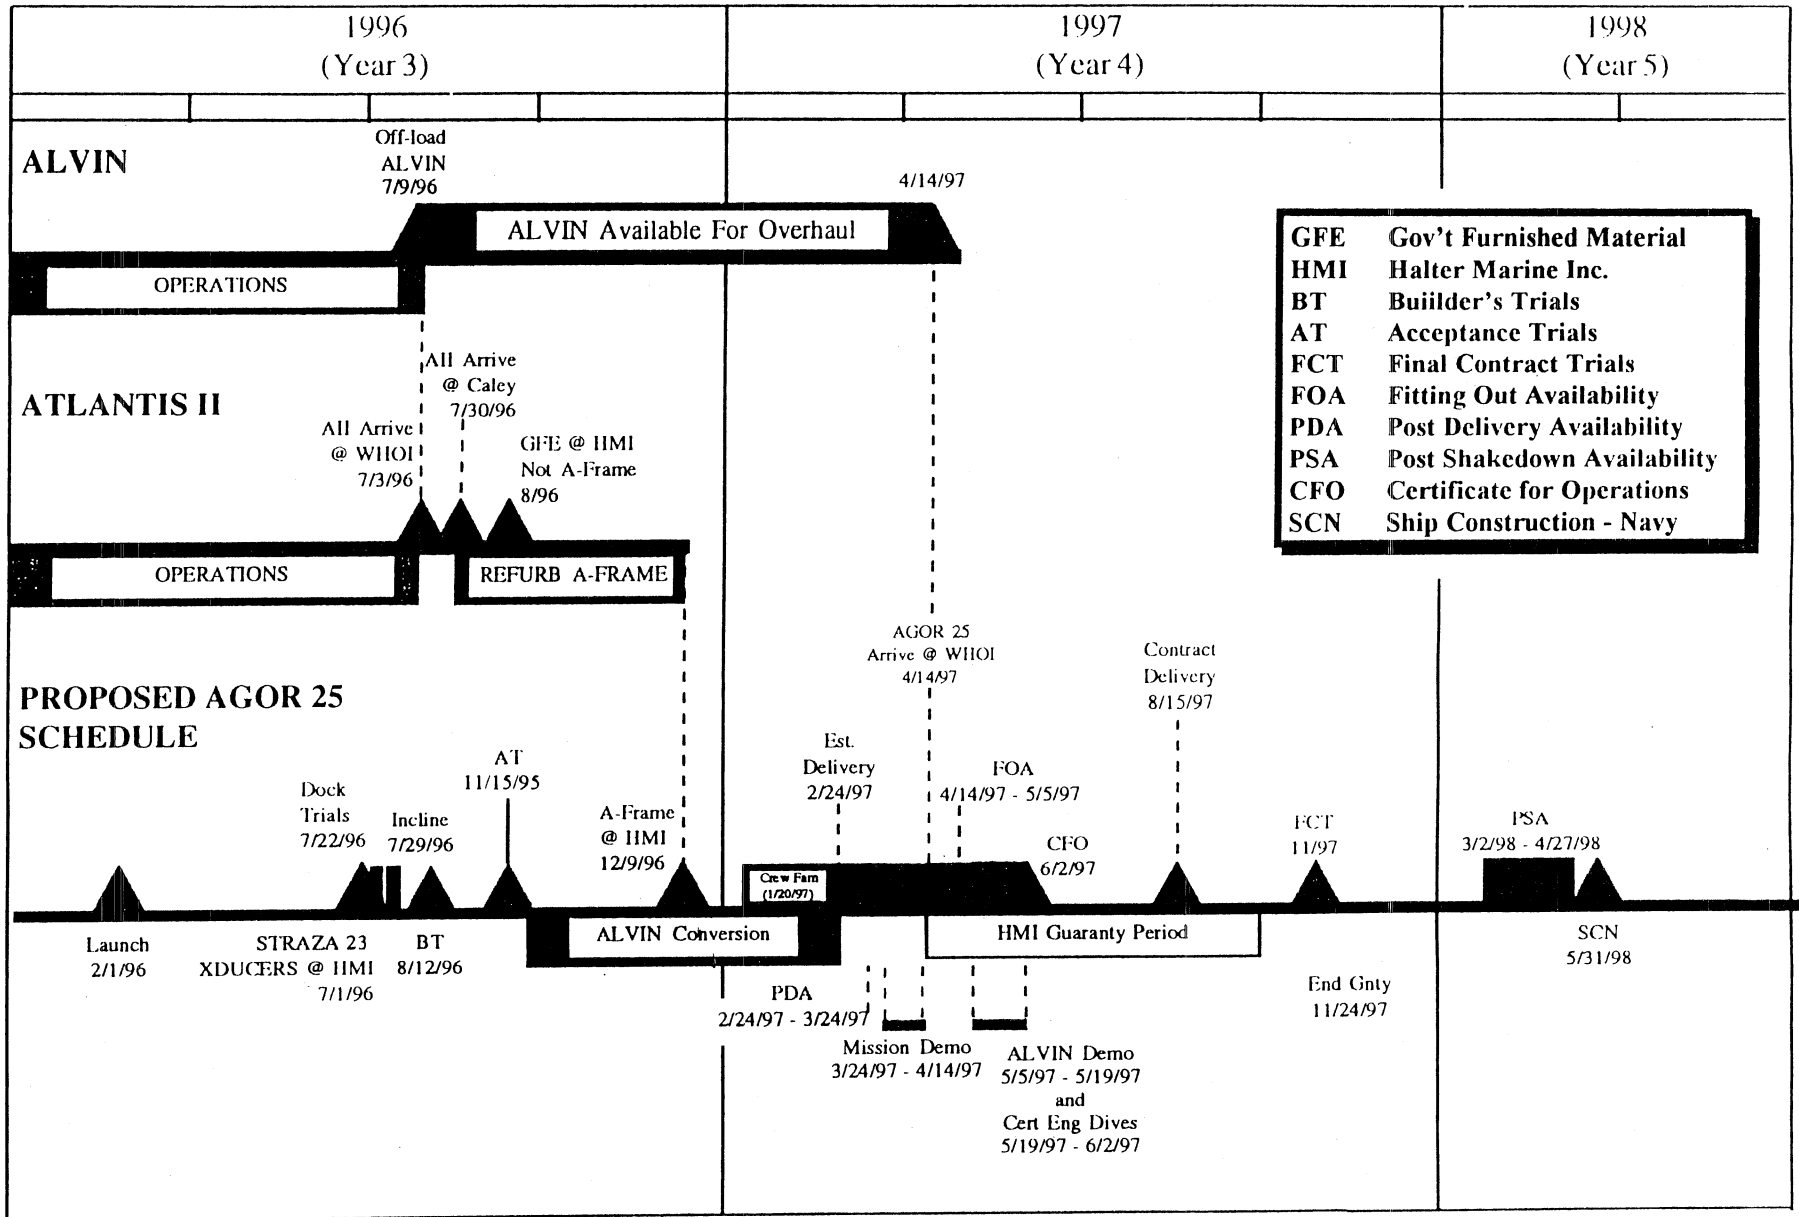 1996
(Year 3)
1997
(Year 4)
1998
(Year 5)
ALVIN
Off-load
ALVIN
7/9/96
4/14/97
ALVIN Available For Overhaul
OPERATIONS
GFE Gov't Furnished Material
HMI Halter Marine Inc.
BT Buiilder's Trials
AT Acceptance Trials
FCT Final Contract Trials
FOA Fitting Out Availability
PDA Post Delivery Availability
PSA Post Shakedown Availability
CFO Certificate for Operations
SCN Ship Construction - Navy
ATLANTIS II
AII Arrive
@ WHOI
7/3/96
AII Arrive
@ Caley
7/30/96
GFE @ HMI
Not A-Frame
8/96
OPERATIONS
REFURB A-FRAME
PROPOSED AGOR 25
SCHEDULE
Dock
Trials
7/22/96
Incline
7/29/96
AT
11/15/95
A-Frame
@ HMI
12/9/96
Est.
Delivery
2/24/97
AGOR 25
Arrive @ WHOI
4/14/97
FOA
4/14/97 - 5/5/97
CFO
6/2/97
Contract
Delivery
8/15/97
FCT
11/97
PSA
3/2/98 - 4/27/98
Crew Fam
(1/20/97)
Launch
2/1/96
STRAZA 23
XDUCERS @ HMI
7/1/96
BT
8/12/96
ALVIN Conversion
HMI Guaranty Period
SCN
5/31/98
PDA
2/24/97 - 3/24/97
End Gnty
11/24/97
Mission Demo
3/24/97 - 4/14/97
ALVIN Demo
5/5/97 - 5/19/97
and
Cert Eng Dives
5/19/97 - 6/2/97